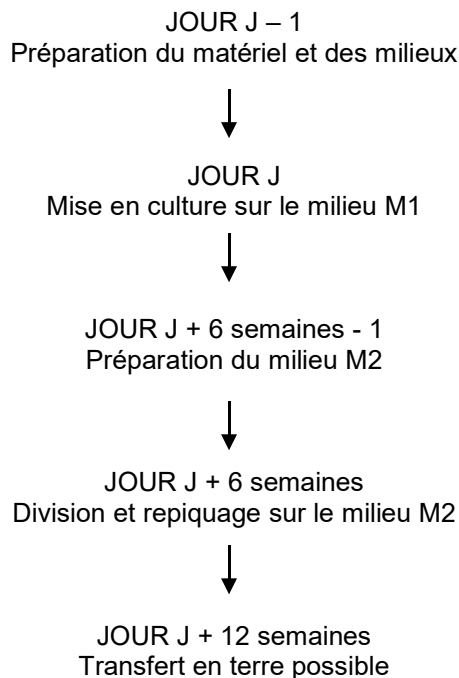 JOUR J – 1
Préparation du matériel et des milieux
JOUR J
Mise en culture sur le milieu M1
JOUR J + 6 semaines - 1
Préparation du milieu M2
JOUR J + 6 semaines
Division et repiquage sur le milieu M2
JOUR J + 12 semaines
Transfert en terre possible